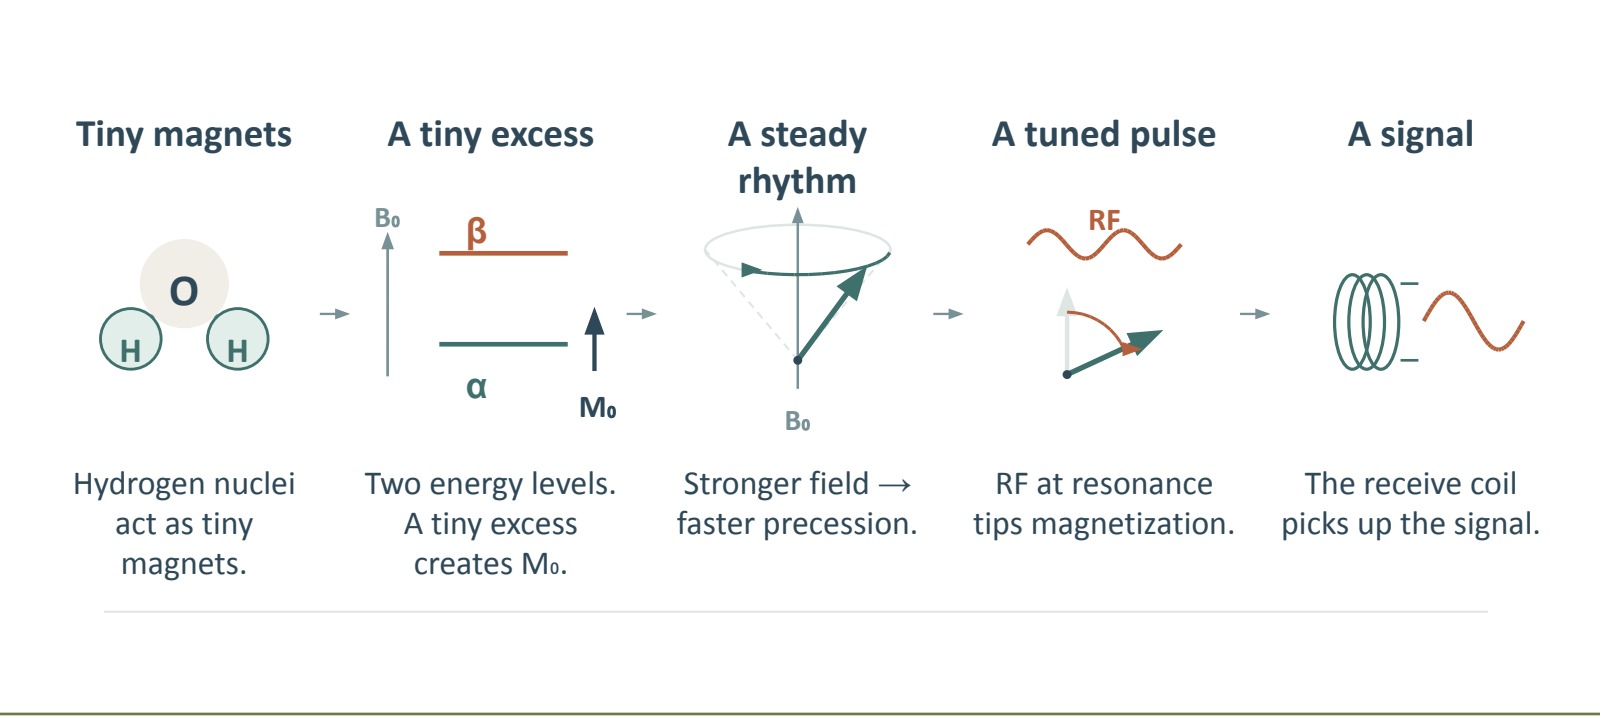 Tiny magnets
O
H H
Hydrogen nuclei
act as tiny
magnets.
A tiny excess
B₀
β
α
M₀
Two energy levels.
A tiny excess
creates M₀.
A steady
rhythm
B₀
Stronger field →
faster precession.
A tuned pulse
RF
RF at resonance
tips magnetization.
A signal
The receive coil
picks up the signal.